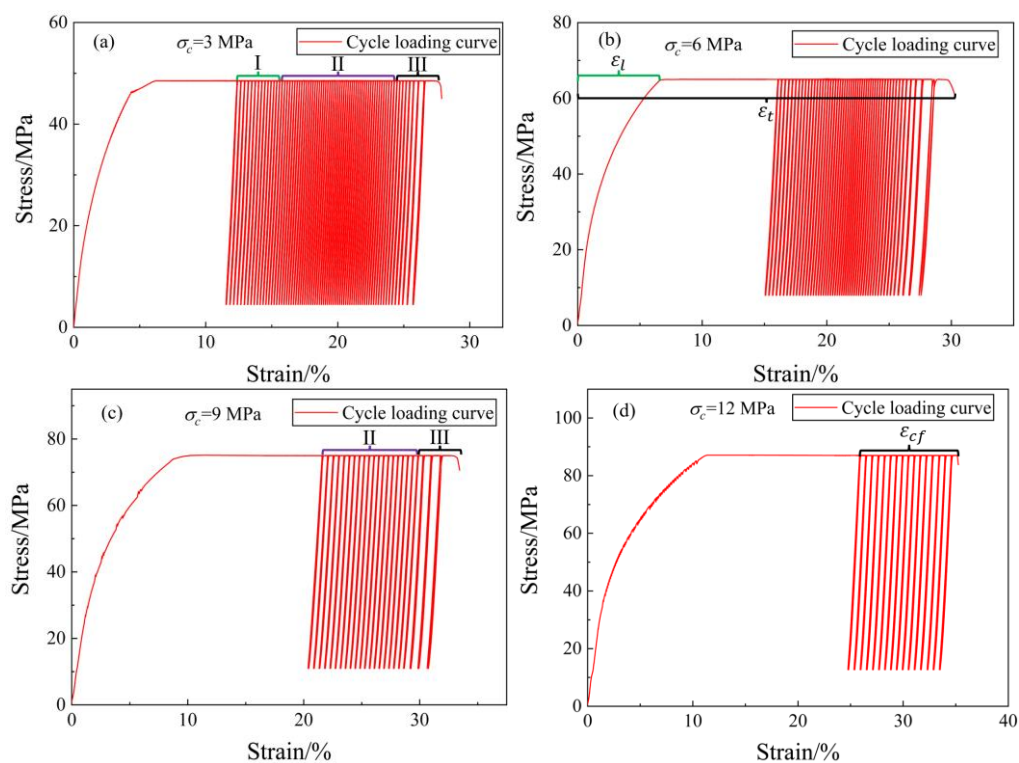 (a)
σc=3 MPa
Cycle loading curve
I
II
III
Stress/MPa
60
40
20
0
0
10
20
30
Strain/%
(b)
σc=6 MPa
Cycle loading curve
εl
εt
Stress/MPa
80
60
40
20
0
0
10
20
30
Strain/%
(c)
σc=9 MPa
Cycle loading curve
II
III
Stress/MPa
80
60
40
20
0
0
10
20
30
Strain/%
(d)
σc=12 MPa
Cycle loading curve
εcf
Stress/MPa
100
80
60
40
20
0
0
10
20
30
40
Strain/%